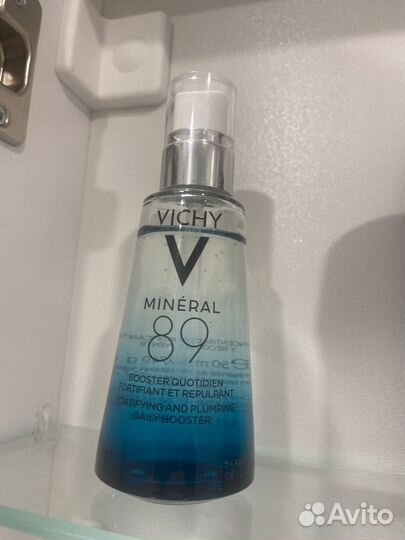 VICHY
V
MINÉRAL
89
BOOSTER QUOTIDIEN
FORTIFIANT ET REPULPANT
FORTIFYING AND PLUMPING
DAILY BOOSTER
Avito